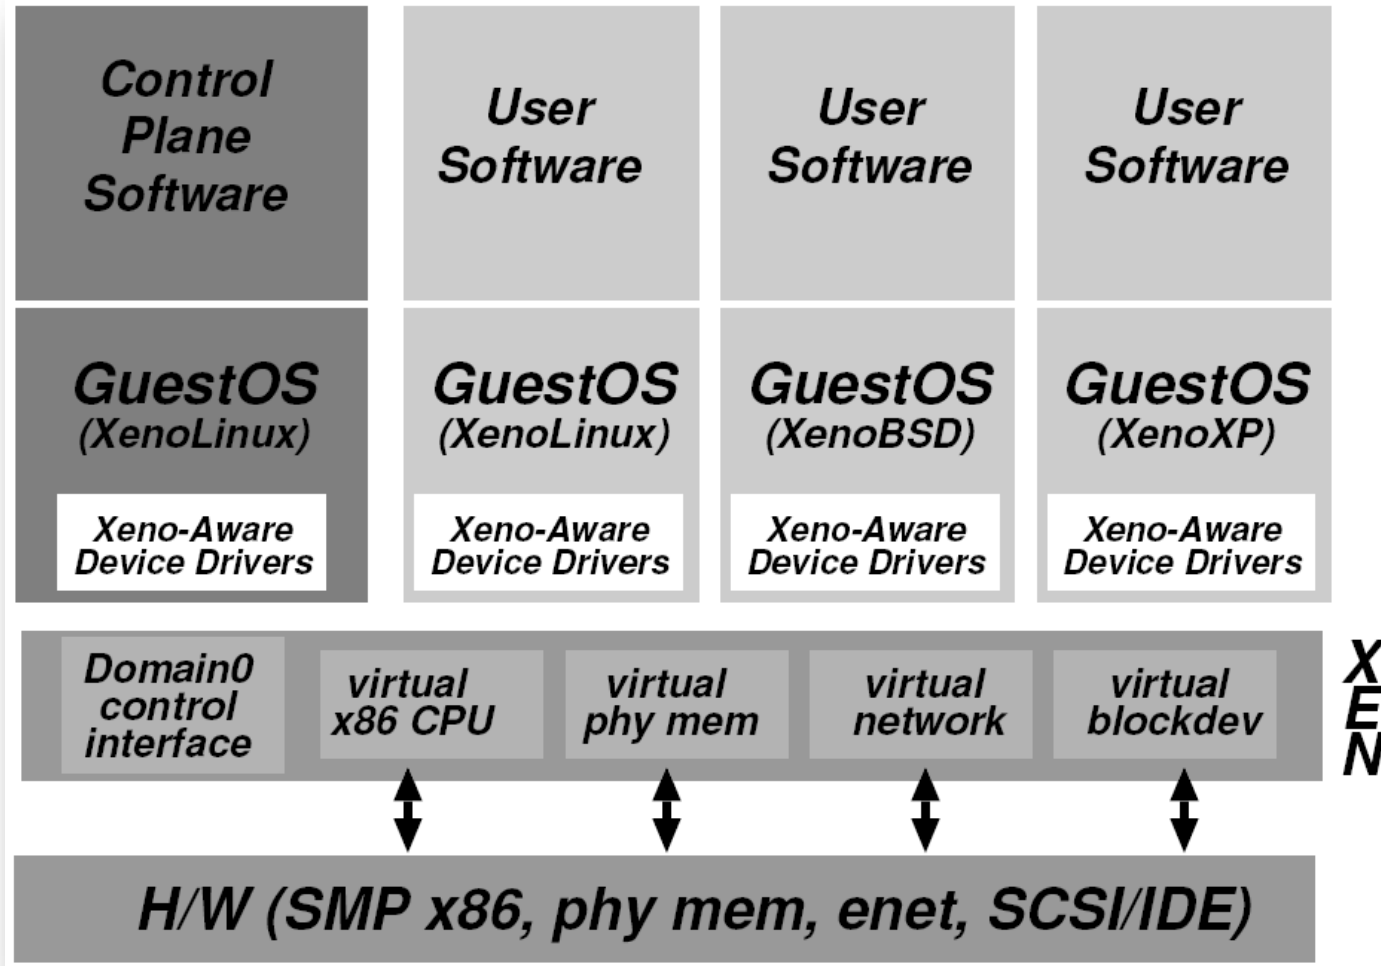 Control
Plane
Software
User
Software
User
Software
User
Software
GuestOS
(XenoLinux)
GuestOS
(XenoLinux)
GuestOS
(XenoBSD)
GuestOS
(XenoXP)
Xeno-Aware
Device Drivers
Xeno-Aware
Device Drivers
Xeno-Aware
Device Drivers
Xeno-Aware
Device Drivers
Domain0
control
interface
virtual
x86 CPU
virtual
phy mem
virtual
network
virtual
blockdev
X
E
N
H/W (SMP x86, phy mem, enet, SCSI/IDE)